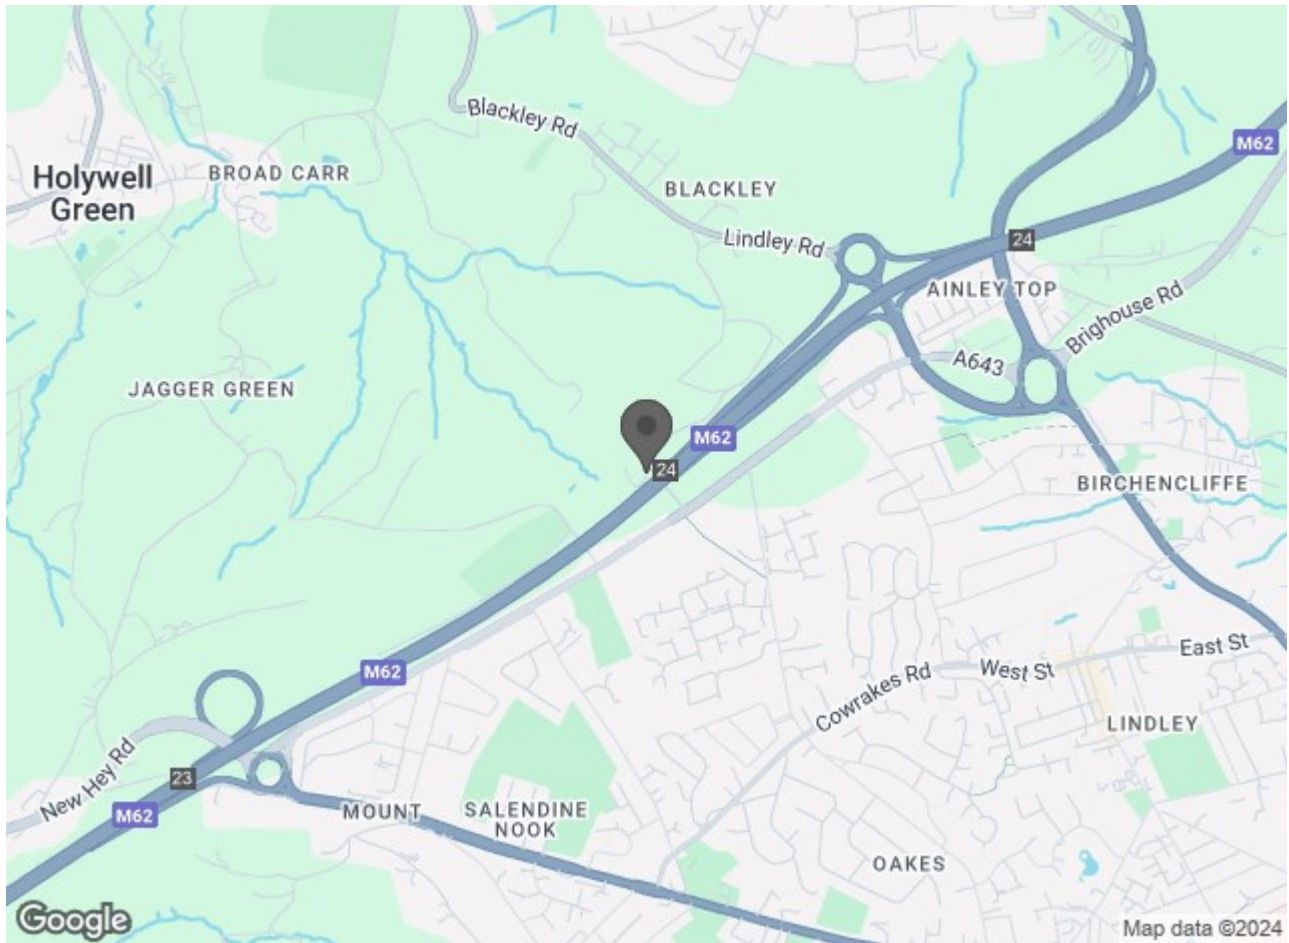 Blackley Rd
M62
Holywell
Green
BROAD CARR
BLACKLEY
Lindley Rd
24
AINLEY TOP
Brighouse Rd
A643
JAGGER GREEN
M62
24
BIRCHENCLIFFE
M62
Cowrakes Rd
West St
East St
LINDLEY
New Hey Rd
23
M62
MOUNT
SALENDINE
NOOK
OAKES
Google
Map data ©2024